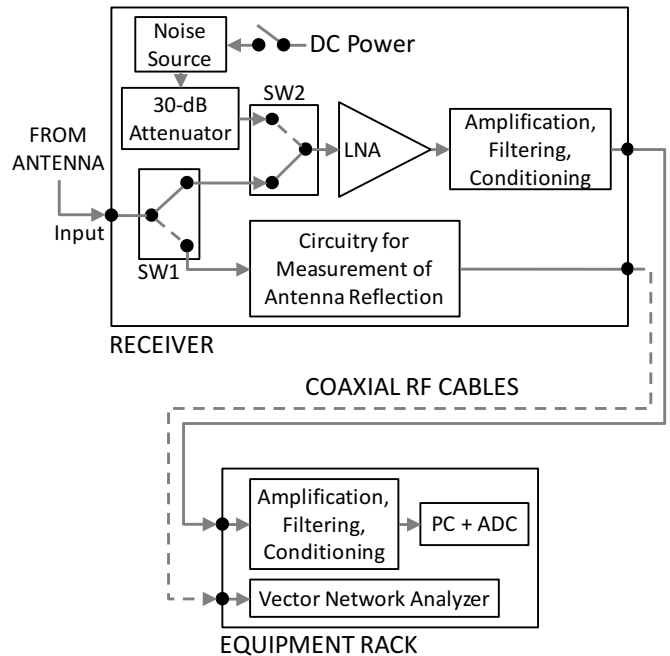 Noise
Source
DC Power
30-dB
Attenuator
SW2
FROM
ANTENNA
LNA
Amplification,
Filtering,
Conditioning
Input
SW1
Circuitry for
Measurement of
Antenna Reflection
RECEIVER
COAXIAL RF CABLES
Amplification,
Filtering,
Conditioning
PC + ADC
Vector Network Analyzer
EQUIPMENT RACK